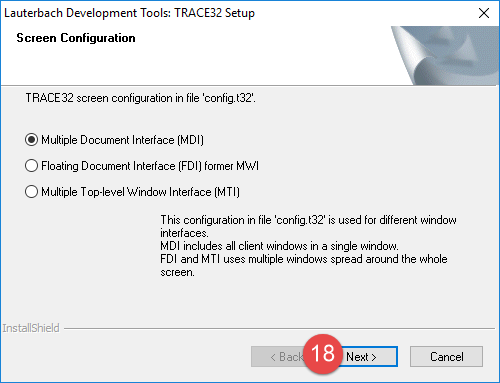 Lauterbach Development Tools: TRACE32 Setup
Screen Configuration
TRACE32 screen configuration in file 'config.t32'.
Multiple Document Interface (MDI)
Floating Document Interface (FDI) former MWI
Multiple Top-level Window Interface (MTI)
This configuration in file 'config.t32' is used for different window
interfaces.
MDI includes all client windows in a single window.
FDI and MTI uses multiple windows spread around the whole
screen.
InstallShield
< Back 18 Next > Cancel